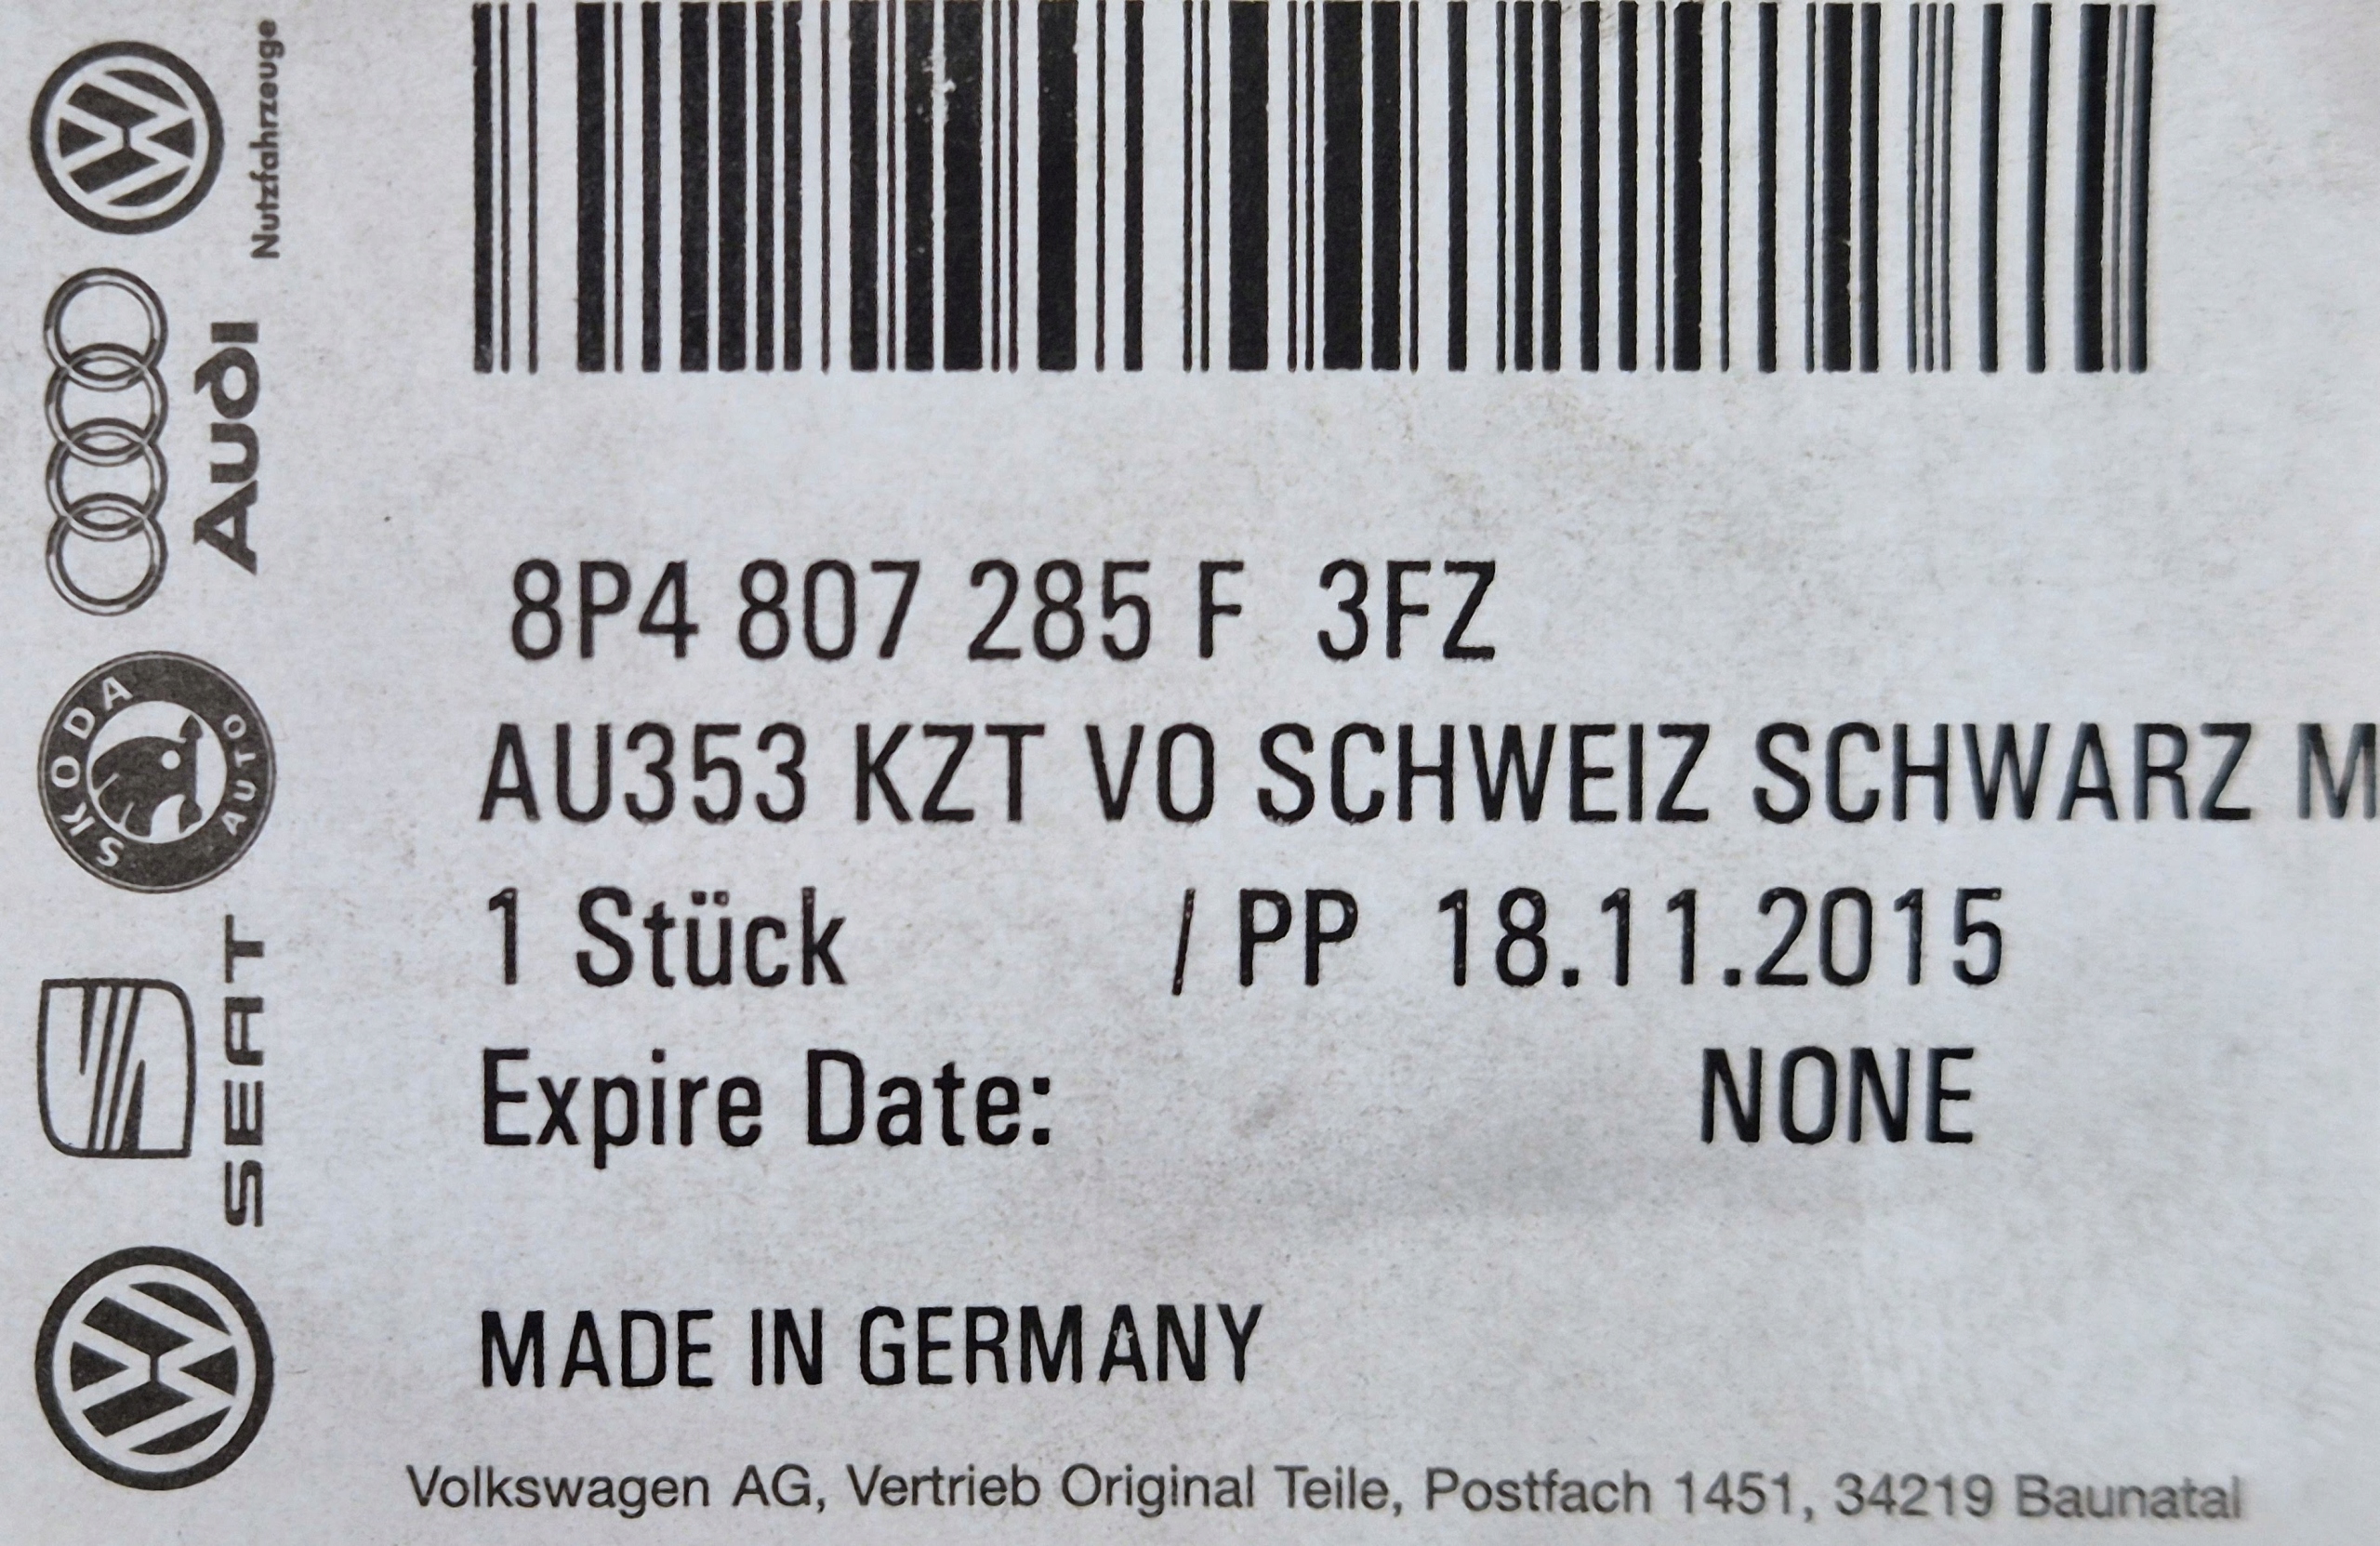 Nutzfahrzeuge
Audi
SKODA
AUTO
SEAT
8P4 807 285 F 3FZ
AU353 KZT VO SCHWEIZ SCHWARZ M
1 Stück / PP 18.11.2015
Expire Date: NONE
MADE IN GERMANY
Volkswagen AG, Vertrieb Original Teile, Postfach 1451, 34219 Baunatal